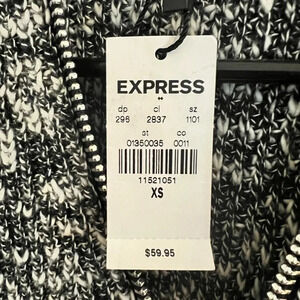 EXPRESS
dp cl sz
296 2837 1101
st co
01350035 0011
11521051
XS
$59.95